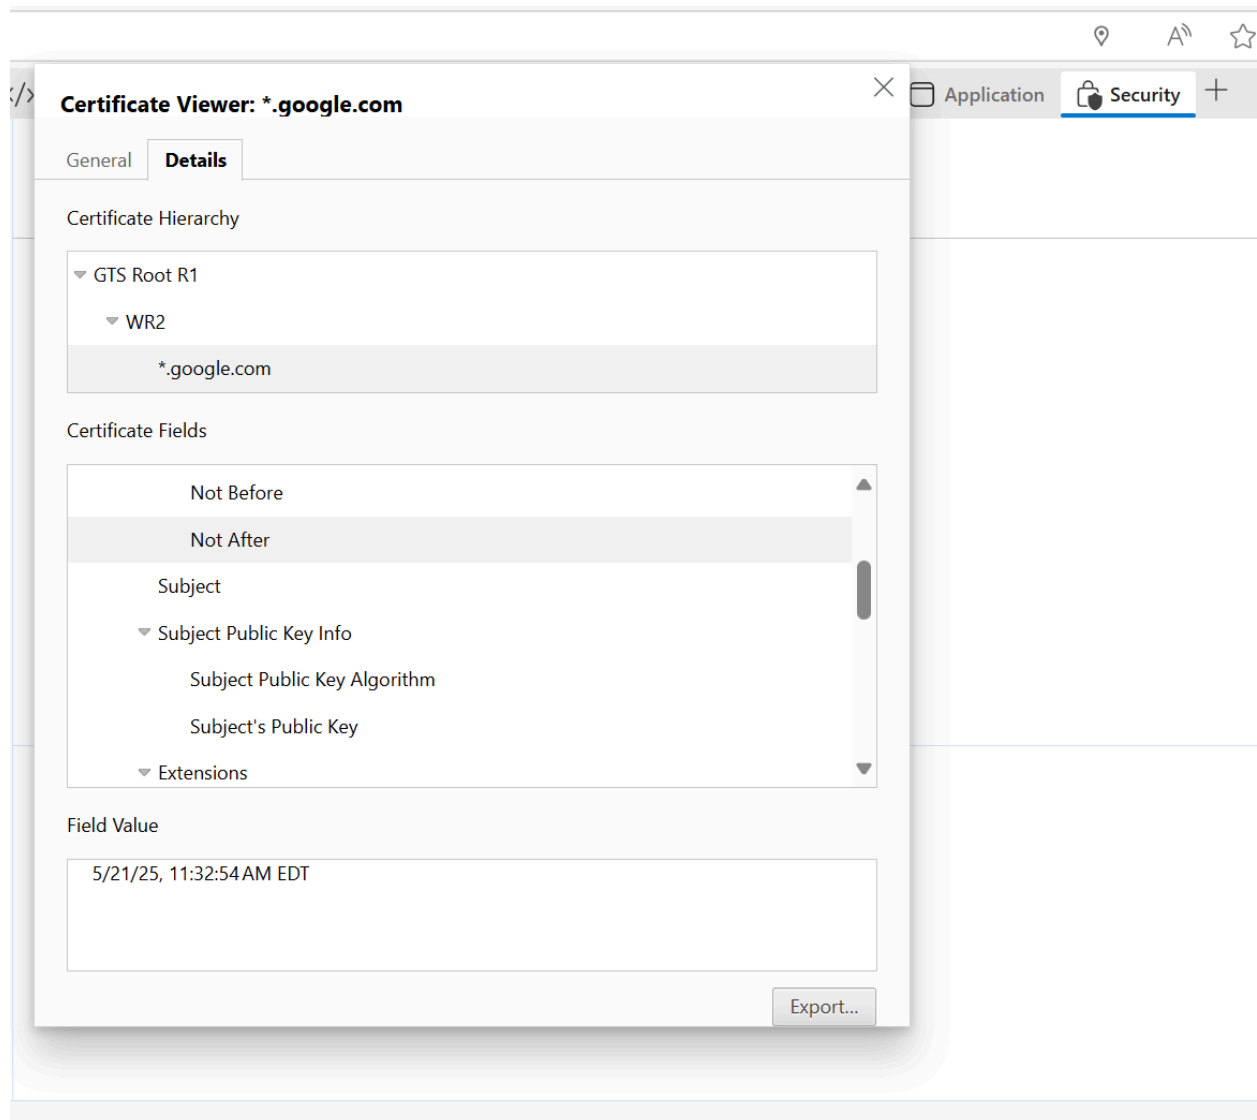 Certificate Viewer: *.google.com
Application
Security
General
Details
Certificate Hierarchy
GTS Root R1
WR2
*.google.com
Certificate Fields
Not Before
Not After
Subject
Subject Public Key Info
Subject Public Key Algorithm
Subject's Public Key
Extensions
Field Value
5/21/25, 11:32:54 AM EDT
Export...